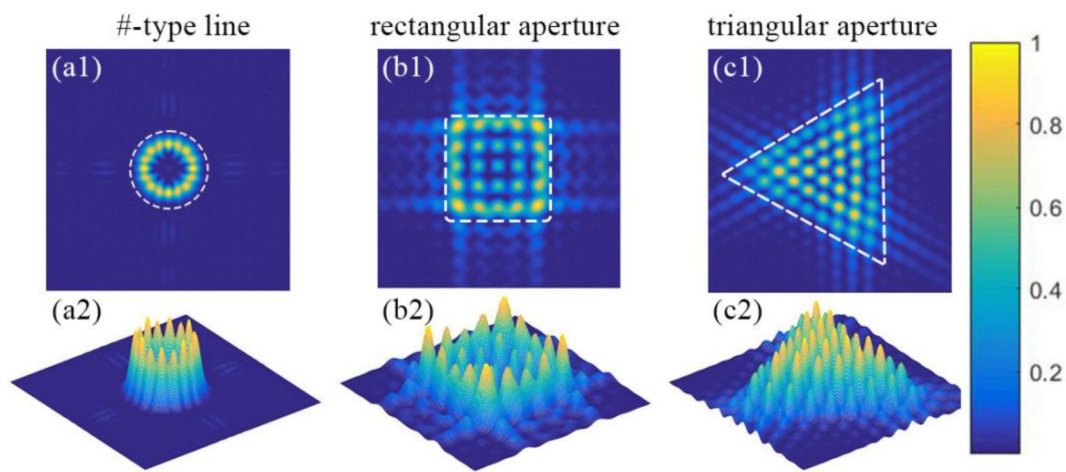 #-type line
rectangular aperture
triangular aperture
(a1)
(b1)
(c1)
1
0.8
0.6
0.4
0.2
(a2)
(b2)
(c2)